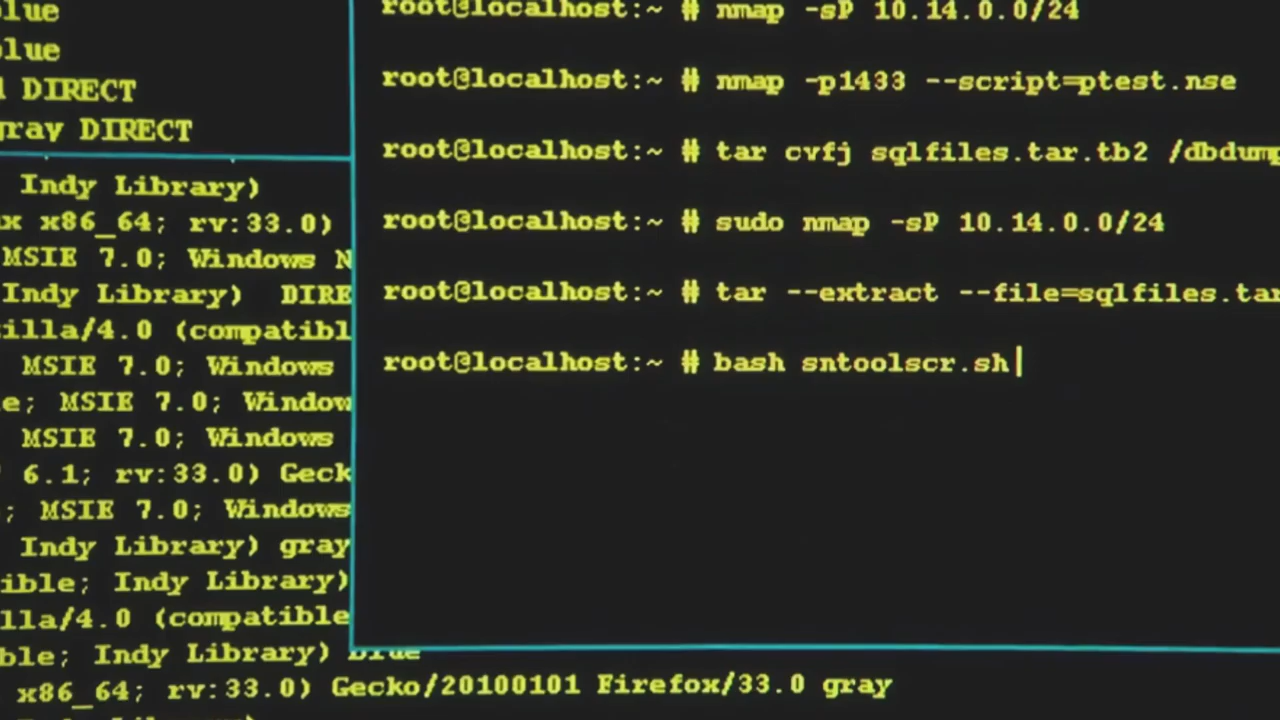 blue
blue
DIRECT
gray DIRECT
Indy Library)
x86_64; rv:33.0)
MSIE 7.0; Windows N
Indy Library) DIRE
zilla/4.0 (compatibl
MSIE 7.0; Windows
e; MSIE 7.0; Window
MSIE 7.0; Windows
6.1; rv:33.0) Geck
; MSIE 7.0; Windows
Indy Library) gray
ible; Indy Library)
lla/4.0 (compatible
ble; Indy Library) blue
x86_64; rv:33.0) Gecko/20100101 Firefox/33.0 gray
root@localhost:~ # nmap -sP 10.14.0.0/24
root@localhost:~ # nmap -p1433 --script=ptest.nse
root@localhost:~ # tar cvfj sqlfiles.tar.tb2 /dbdump
root@localhost:~ # sudo nmap -sP 10.14.0.0/24
root@localhost:~ # tar --extract --file=sqlfiles.tar
root@localhost:~ # bash sntoolscr.sh